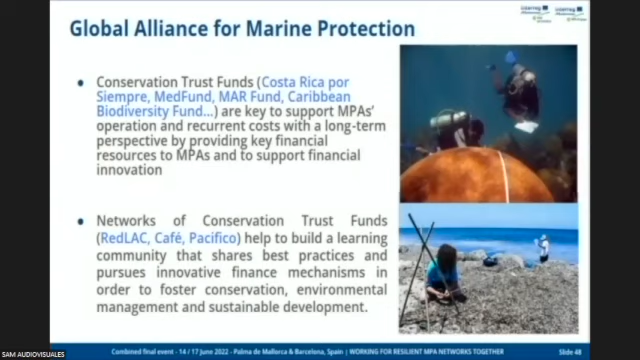 Global Alliance for Marine Protection
Conservation Trust Funds (Costa Rica por
Siempre, MedFund, MAR Fund, Caribbean
Biodiversity Fund...) are key to support MPAs'
operation and recurrent costs with a long-term
perspective by providing key financial
resources to MPAs and to support financial
innovation
Networks of Conservation Trust Funds
(RedLAC, Café, Pacifico) help to build a learning
community that shares best practices and
pursues innovative finance mechanisms in
order to foster conservation, environmental
management and sustainable development.
SAM AUDIOVISUALES
Combined final event - 14 / 17 June 2022 - Palma de Mallorca & Barcelona, Spain | WORKING FOR RESILIENT MPA NETWORKS TOGETHER
Slide 48